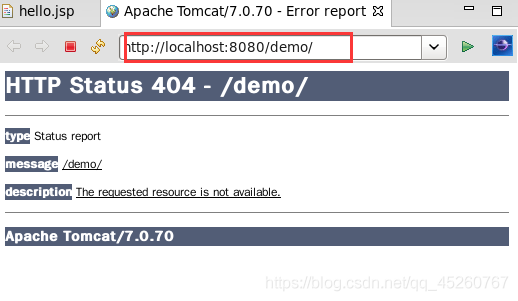 hello.jsp
Apache Tomcat/7.0.70 - Error report
http://localhost:8080/demo/
HTTP Status 404 - /demo/
type Status report
message /demo/
description The requested resource is not available.
Apache Tomcat/7.0.70
https://blog.csdn.net/qq_45260767